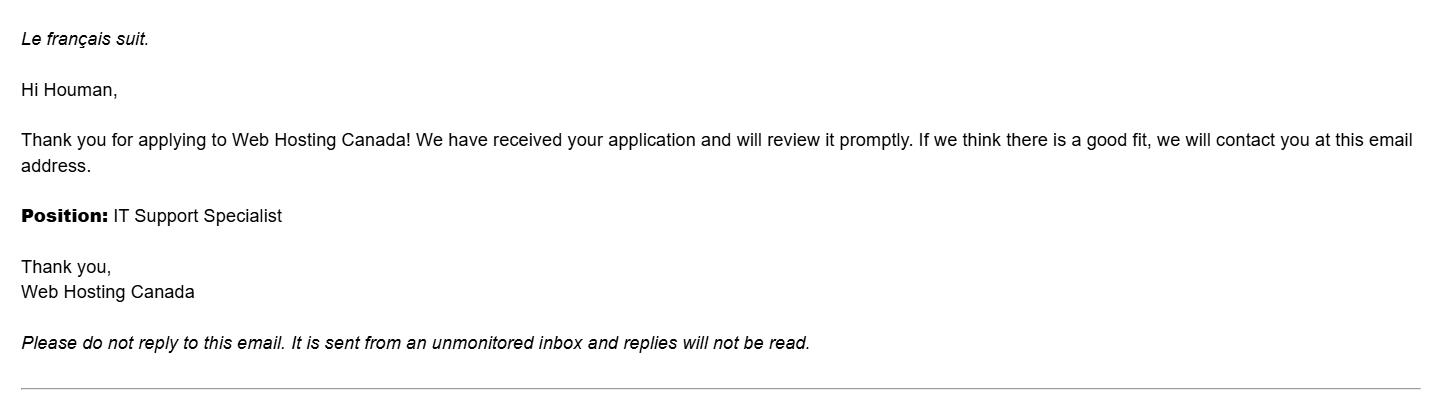 Le français suit.
Hi Houman,
Thank you for applying to Web Hosting Canada! We have received your application and will review it promptly. If we think there is a good fit, we will contact you at this email
address.
Position: IT Support Specialist
Thank you,
Web Hosting Canada
Please do not reply to this email. It is sent from an unmonitored inbox and replies will not be read.